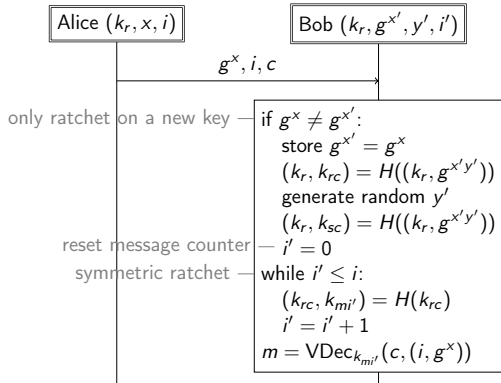 Alice (k_r, x, i)
Bob (k_r, g^{x'}, y', i')
g^x, i, c
only ratchet on a new key
if g^x ≠ g^{x'}:
store g^{x'} = g^x
(k_r, k_{rc}) = H((k_r, g^{x'y'}))
generate random y'
(k_r, k_{sc}) = H((k_r, g^{x'y'}))
reset message counter
i' = 0
symmetric ratchet
while i' ≤ i:
(k_{rc}, k_{mi'}) = H(k_{rc})
i' = i' + 1
m = VDec_{k_{mi'}}(c, (i, g^x))